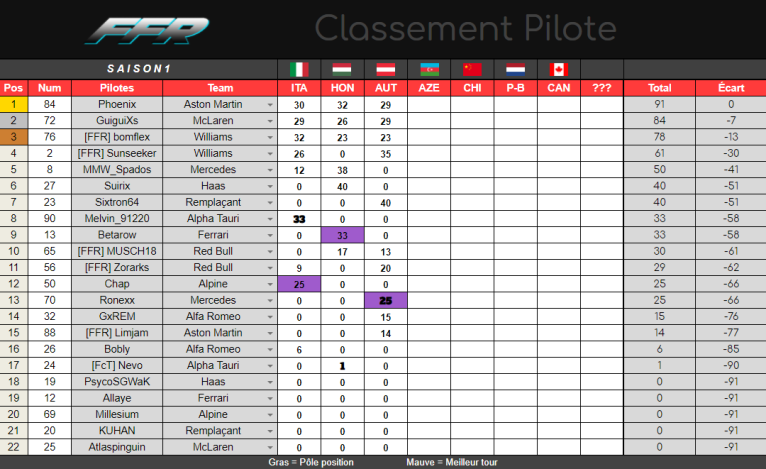 FFR Classement Pilote
SAISON1
Pos Num Pilotes Team ITA HON AUT AZE CHI P-B CAN ??? Total Écart
1 84 Phoenix Aston Martin 30 32 29 91 0
2 72 GuiguiXs McLaren 29 26 29 84 -7
3 76 [FFR] bomflex Williams 32 23 23 78 -13
4 2 [FFR] Sunseeker Williams 26 0 35 61 -30
5 8 MMW_Spados Mercedes 12 38 0 50 -41
6 27 Suirix Haas 0 40 0 40 -51
7 23 Sixtron64 Remplaçant 0 0 40 40 -51
8 90 Melvin_91220 Alpha Tauri 33 0 0 33 -58
9 13 Betarow Ferrari 0 33 0 33 -58
10 65 [FFR] MUSCH18 Red Bull 0 17 13 30 -61
11 56 [FFR] Zorarks Red Bull 9 0 20 29 -62
12 50 Chap Alpine 25 0 0 25 -66
13 70 Ronexx Mercedes 0 0 25 25 -66
14 32 GxREM Alfa Romeo 0 0 15 15 -76
15 88 [FFR] Limjam Aston Martin 0 0 14 14 -77
16 26 Bobly Alfa Romeo 6 0 0 6 -85
17 24 [FcT] Nevo Alpha Tauri 0 1 0 1 -90
18 19 PsycoSGWaK Haas 0 0 0 0 -91
19 12 Allaye Ferrari 0 0 0 0 -91
20 69 Millesium Alpine 0 0 0 0 -91
21 20 KUHAN Remplaçant 0 0 0 0 -91
22 25 Atlaspinguin McLaren 0 0 0 0 -91
Gras = Pôle position Mauve = Meilleur tour